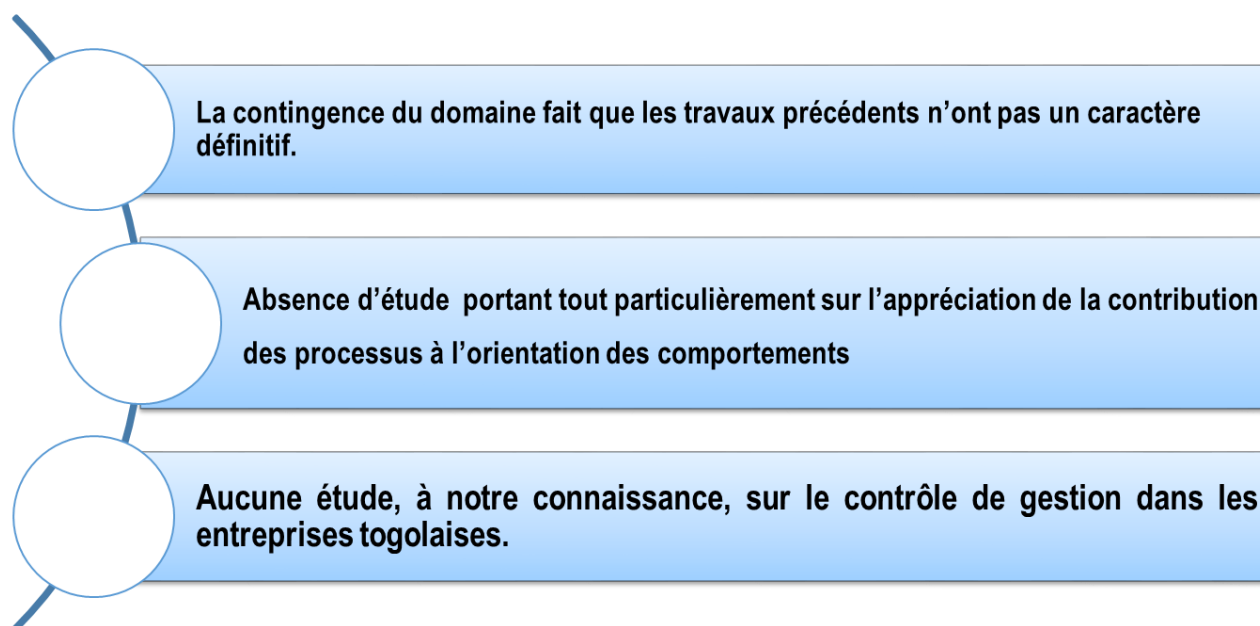 La contingence du domaine fait que les travaux précédents n’ont pas un caractère
définitif.
Absence d’étude portant tout particulièrement sur l’appréciation de la contribution
des processus à l’orientation des comportements
Aucune étude, à notre connaissance, sur le contrôle de gestion dans les
entreprises togolaises.